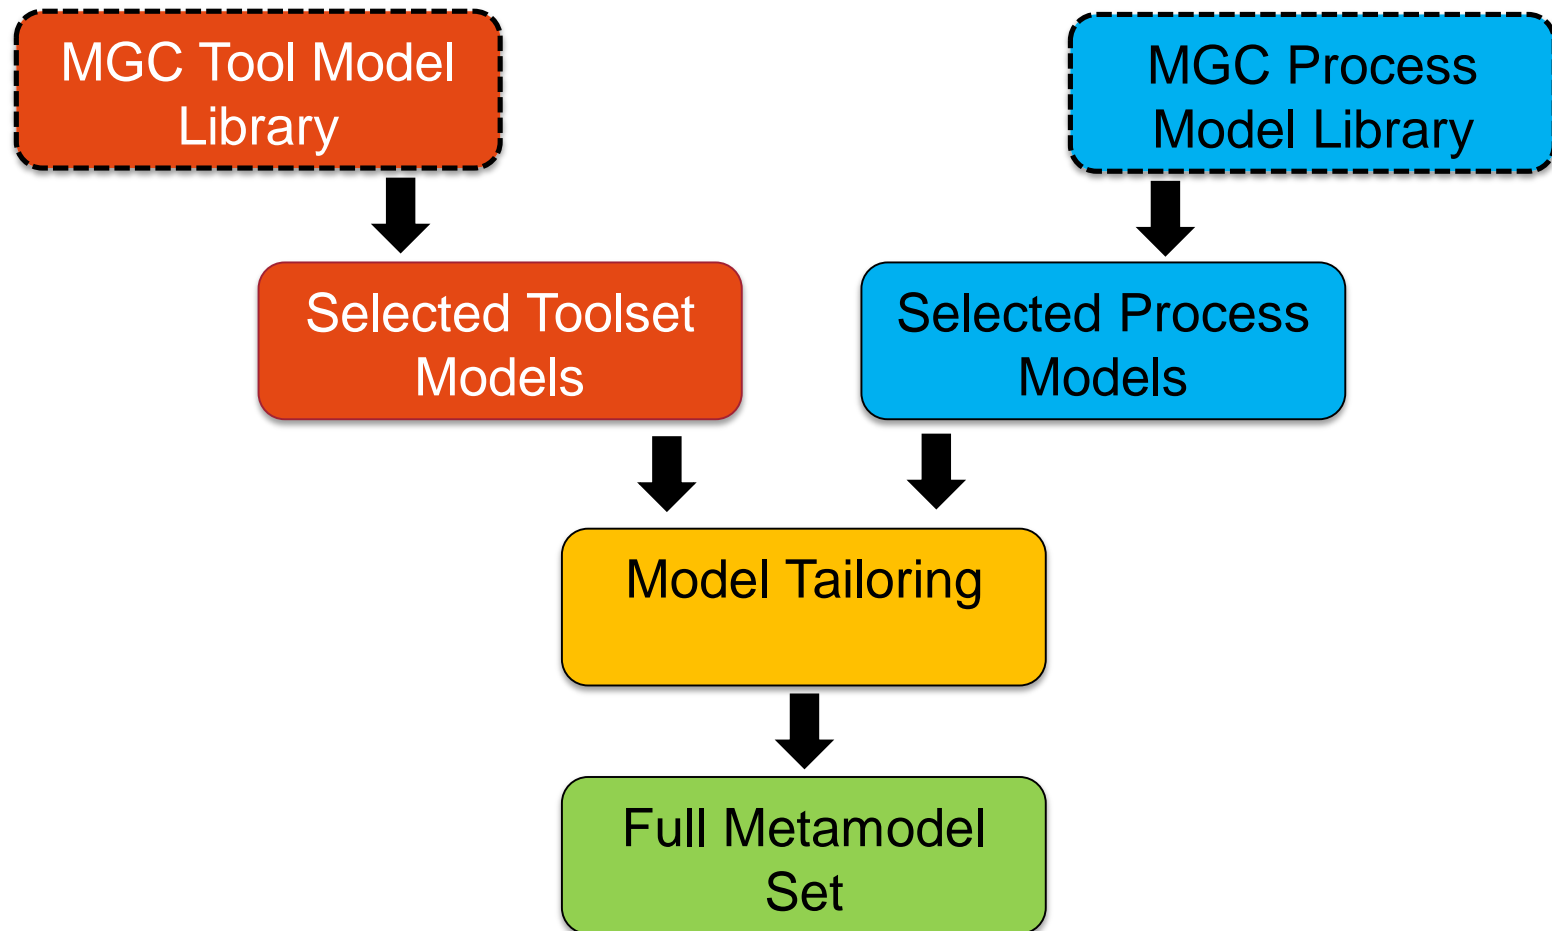 MGC Tool Model
Library
MGC Process
Model Library
Selected Toolset
Models
Selected Process
Models
Model Tailoring
Full Metamodel
Set